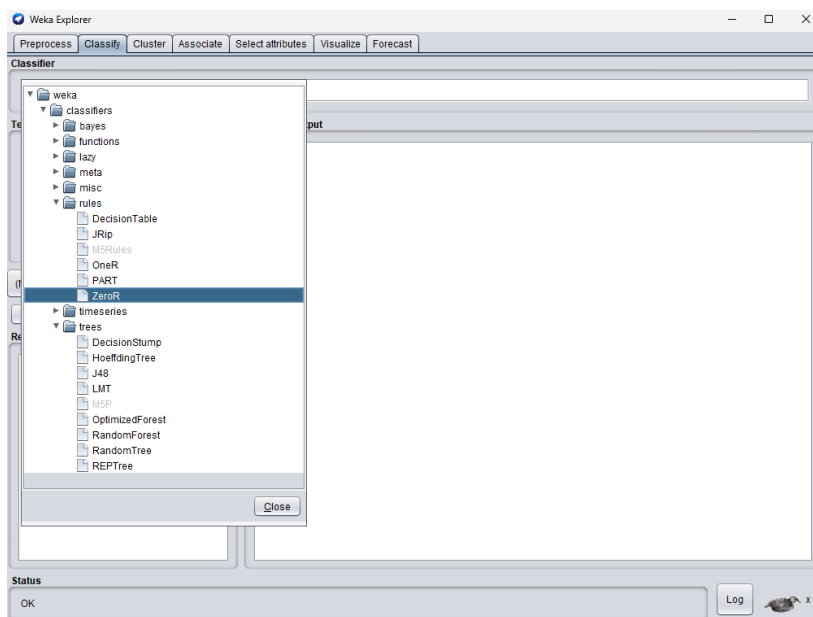 Weka Explorer
Preprocess Classify Cluster Associate Select attributes Visualize Forecast
Classifier
weka
classifiers
bayes
functions
lazy
meta
misc
rules
DecisionTable
JRip
M5Rules
OneR
PART
ZeroR
timeseries
trees
DecisionStump
HoeffdingTree
J48
LMT
M5P
OptimizedForest
RandomForest
RandomTree
REPTree
Close
Status
OK
Log
x